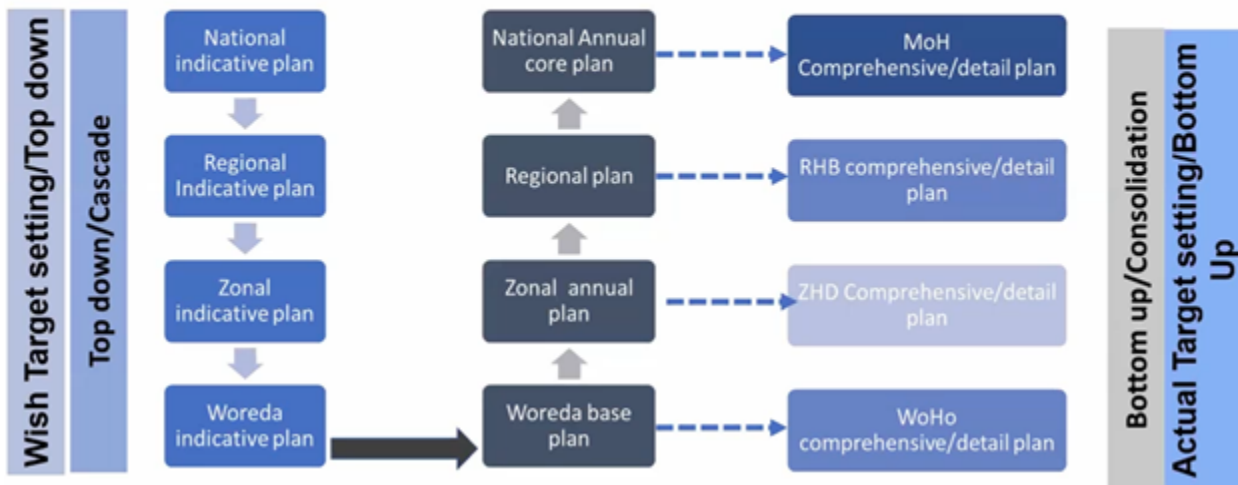 Wish Target setting/Top down
Top down/Cascade
National
indicative plan
Regional
Indicative plan
Zonal
indicative plan
Woreda
indicative plan
National Annual
core plan
Regional plan
Zonal annual
plan
Woreda base
plan
MoH
Comprehensive/detail plan
RHB comprehensive/detail
plan
ZHD Comprehensive/detail
plan
WoHo
comprehensive/detail plan
Bottom up/Consolidation
Actual Target setting/Bottom
Up